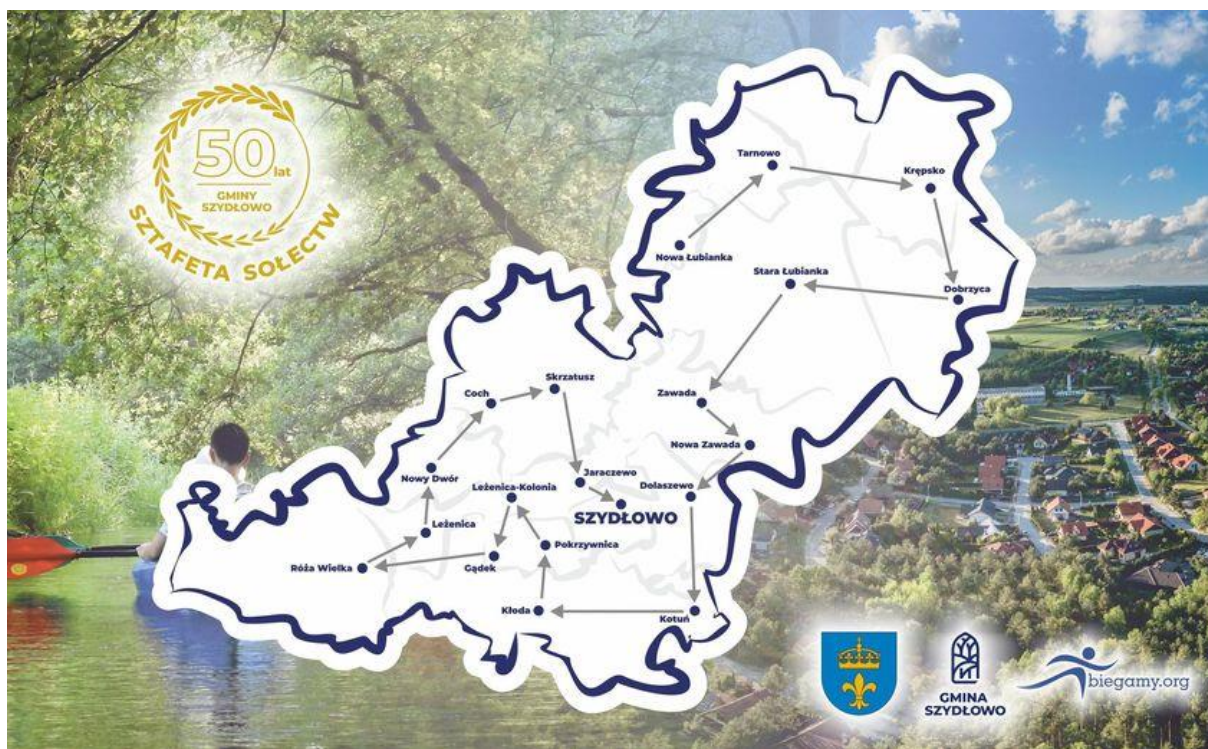 50 lat
GMINY
SZYDŁOWO
SZTAFETA SOŁECTW
Tarnowo
Krępsko
Nowa Łubianka
Stara Łubianka
Dobrzyca
Skrzatusz
Coch
Zawada
Nowa Zawada
Jaraczewo
Nowy Dwór
Leżenica-Kolonia
Dolaszewo
SZYDŁOWO
Leżenica
Pokrzywnica
Róża Wielka
Gądek
Kłoda
Kotuń
GMINA
SZYDŁOWO
biegamy.org